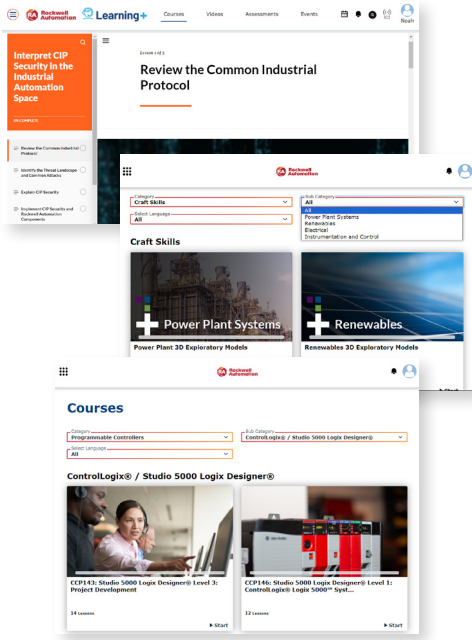 Rockwell Automation
Learning+
Courses
Videos
Assessments
Events
Noah
Interpret CIP
Security in the
Industrial
Automation
Space
Lesson 1 of 5
Review the Common Industrial
Protocol
Review the Common Industrial
Protocol
Identify the Threat Landscape
and Common Attacks
Explain CIP Security
Implement CIP Security and
Rockwell Automation
Components
Rockwell Automation
Category
Craft Skills
Sub Category
All
All
Power Plant Systems
Renewables
Electrical
Instrumentation and Control
Select Language
All
Craft Skills
Power Plant Systems
Renewables
Power Plant 3D Exploratory Models
Renewables 3D Exploratory Models
Start
Rockwell Automation
Courses
Category
Programmable Controllers
Sub Category
ControlLogix® / Studio 5000 Logix Designer®
Select Language
All
ControlLogix® / Studio 5000 Logix Designer®
CCP143: Studio 5000 Logix Designer® Level 3:
Project Development
14 Lessons
Start
CCP146: Studio 5000 Logix Designer® Level 1:
ControlLogix® Logix 5000™ Syst...
12 Lessons
Start